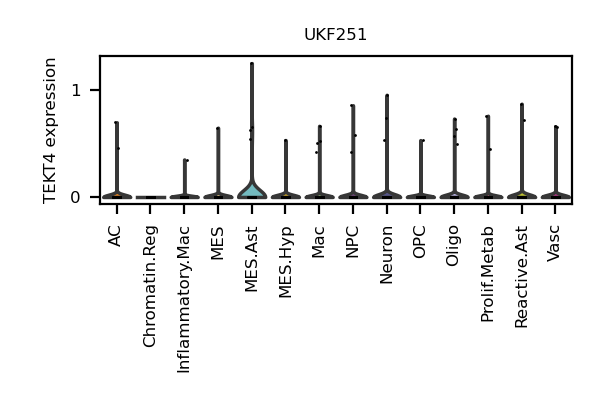 UKF251
TEKT4 expression
1
0
AC
Chromatin.Reg
Inflammatory.Mac
MES
MES.Ast
MES.Hyp
Mac
NPC
Neuron
OPC
Oligo
Prolif.Metab
Reactive.Ast
Vasc